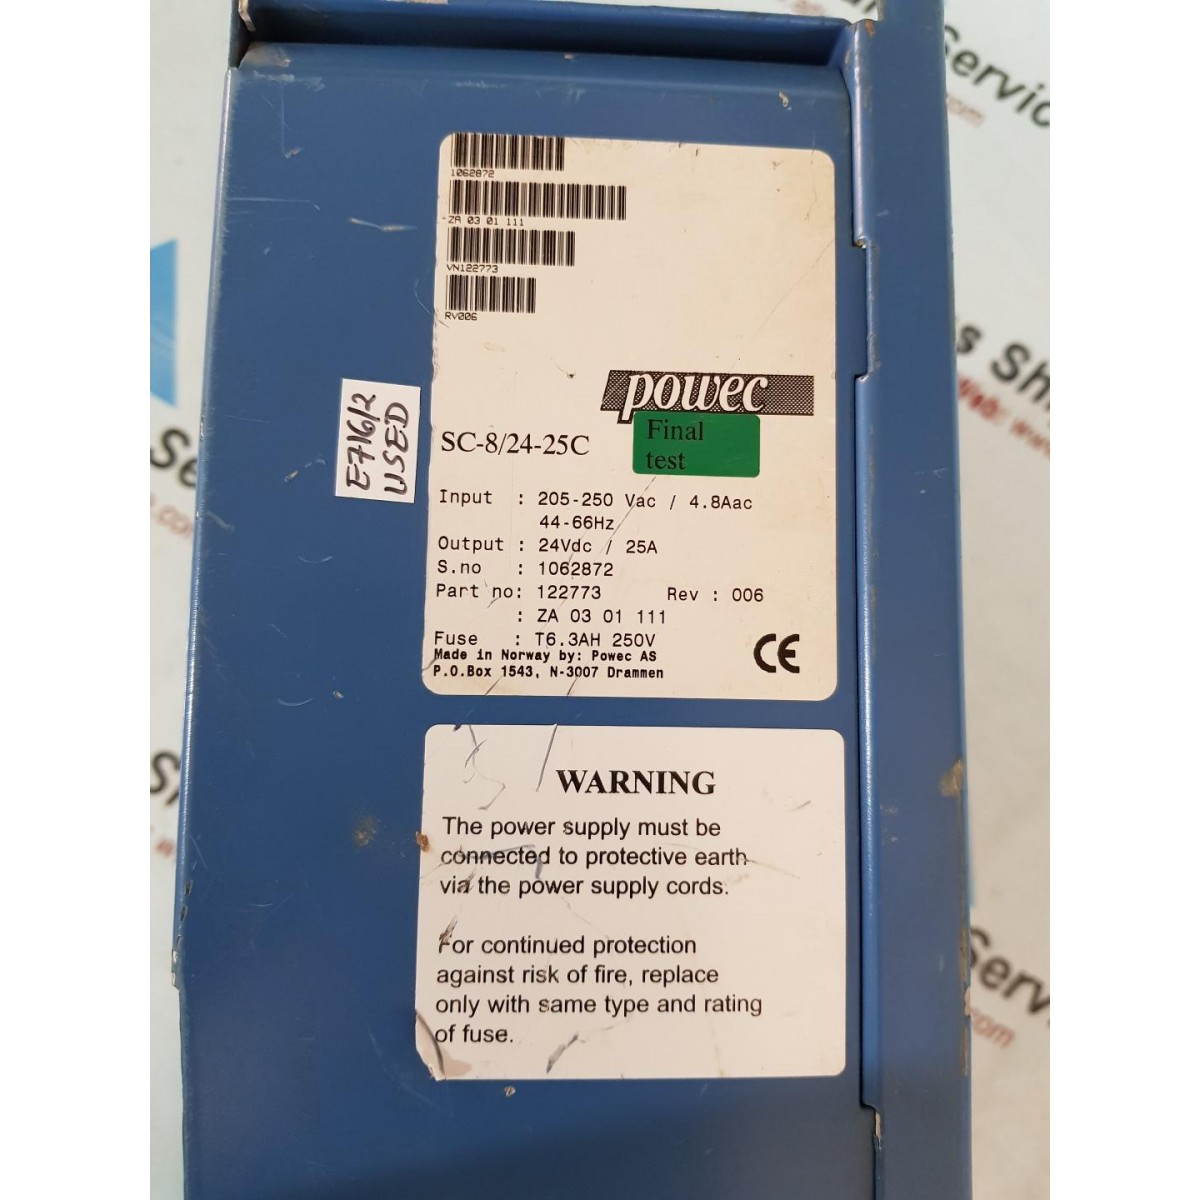 1062872
ZA 03 01 111
VN122773
RV006
powec
Final
test
SC-8/24-25C
E716/2
USED
Input : 205-250 Vac / 4.8Aac
44-66Hz
Output : 24Vdc / 25A
S.no : 1062872
Part no: 122773 Rev : 006
: ZA 03 01 111
Fuse : T6.3AH 250V
Made in Norway by: Powec AS
P.O.Box 1543, N-3007 Drammen
CE
WARNING
The power supply must be
connected to protective earth
via the power supply cords.
For continued protection
against risk of fire, replace
only with same type and rating
of fuse.